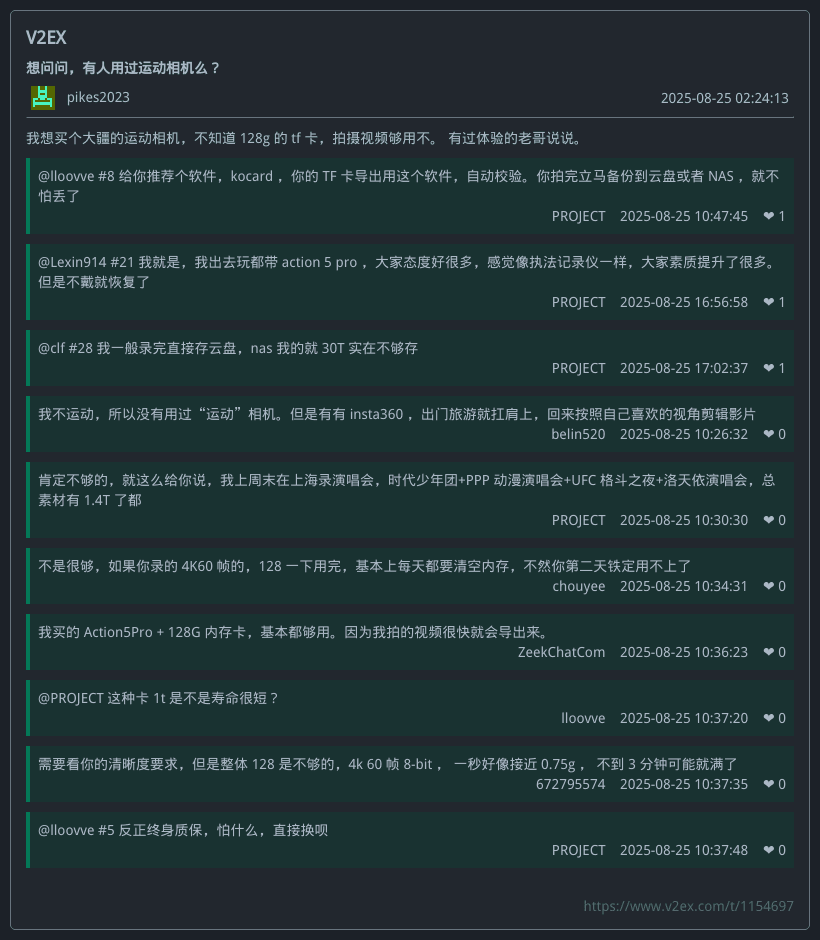 V2EX
想问问，有人用过运动相机么？
pikes2023
2025-08-25 02:24:13
我想买个大疆的运动相机，不知道 128g 的 tf 卡，拍摄视频够用不。 有过体验的老哥说说。
@lloovve #8 给你推荐个软件，kocard ，你的 TF 卡导出用这个软件，自动校验。你拍完立马备份到云盘或者 NAS ，就不
怕丢了
PROJECT 2025-08-25 10:47:45 ❤ 1
@Lexin914 #21 我就是，我出去玩都带 action 5 pro ，大家态度好很多，感觉像执法记录仪一样，大家素质提升了很多。
但是不戴就恢复了
PROJECT 2025-08-25 16:56:58 ❤ 1
@clf #28 我一般录完直接存云盘，nas 我的就 30T 实在不够存
PROJECT 2025-08-25 17:02:37 ❤ 1
我不运动，所以没有用过“运动”相机。但是有有 insta360 ，出门旅游就扛肩上，回来按照自己喜欢的视角剪辑影片
belin520 2025-08-25 10:26:32 ❤ 0
肯定不够的，就这么给你说，我上周末在上海录演唱会，时代少年团+PPP 动漫演唱会+UFC 格斗之夜+洛天依演唱会，总
素材有 1.4T 了都
PROJECT 2025-08-25 10:30:30 ❤ 0
不是很够，如果你录的 4K60 帧的，128 一下用完，基本上每天都要清空内存，不然你第二天铁定用不上了
chouyee 2025-08-25 10:34:31 ❤ 0
我买的 Action5Pro + 128G 内存卡，基本都够用。因为我拍的视频很快就会导出来。
ZeekChatCom 2025-08-25 10:36:23 ❤ 0
@PROJECT 这种卡 1t 是不是寿命很短？
lloovve 2025-08-25 10:37:20 ❤ 0
需要看你的清晰度要求，但是整体 128 是不够的，4k 60 帧 8-bit ， 一秒好像接近 0.75g ， 不到 3 分钟可能就满了
672795574 2025-08-25 10:37:35 ❤ 0
@lloovve #5 反正终身质保，怕什么，直接换呗
PROJECT 2025-08-25 10:37:48 ❤ 0
https://www.v2ex.com/t/1154697